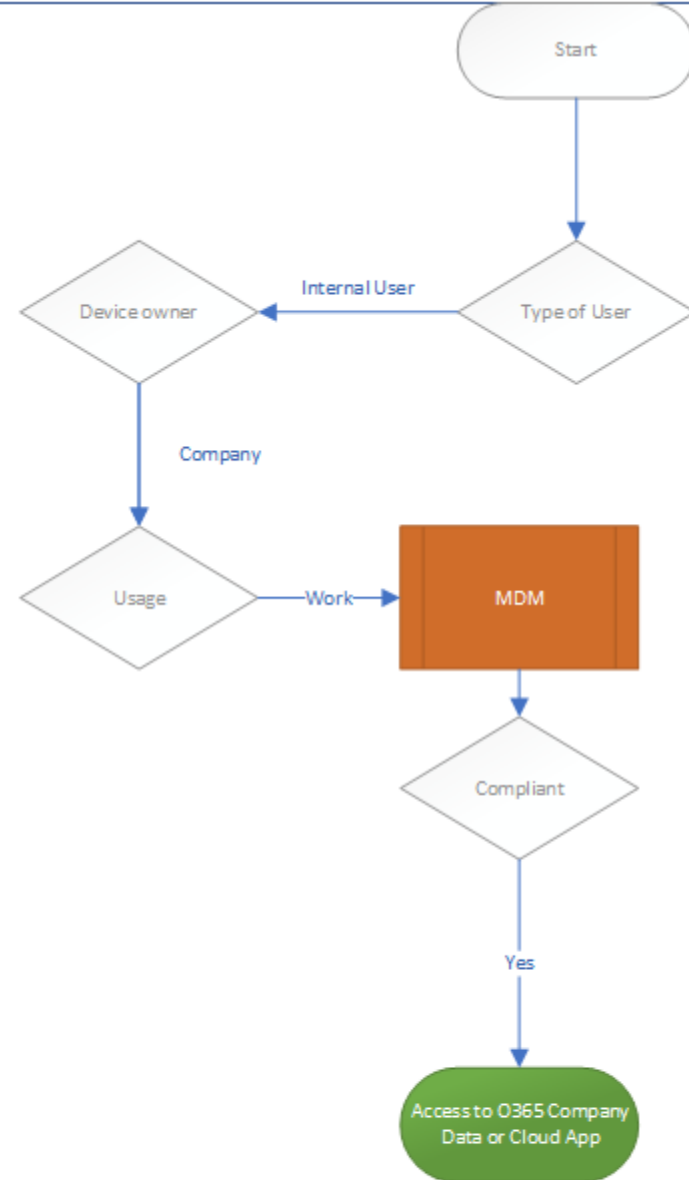 Start
Type of User
Internal User
Device owner
Company
Usage
Work
MDM
Compliant
Yes
Access to O365 Company
Data or Cloud App